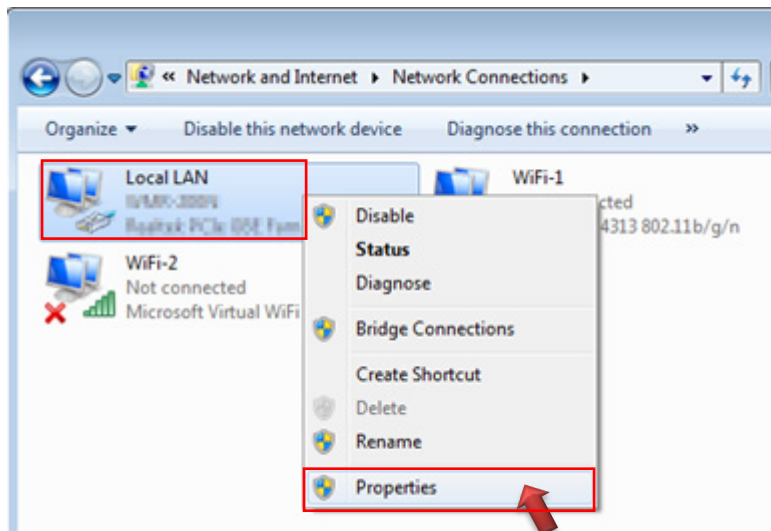 « Network and Internet ▸ Network Connections ▸
Organize ▾ Disable this network device Diagnose this connection »
Local LAN
WiFi-1
cted
4313 802.11b/g/n
WiFi-2
Not connected
Microsoft Virtual WiFi
Disable
Status
Diagnose
Bridge Connections
Create Shortcut
Delete
Rename
Properties